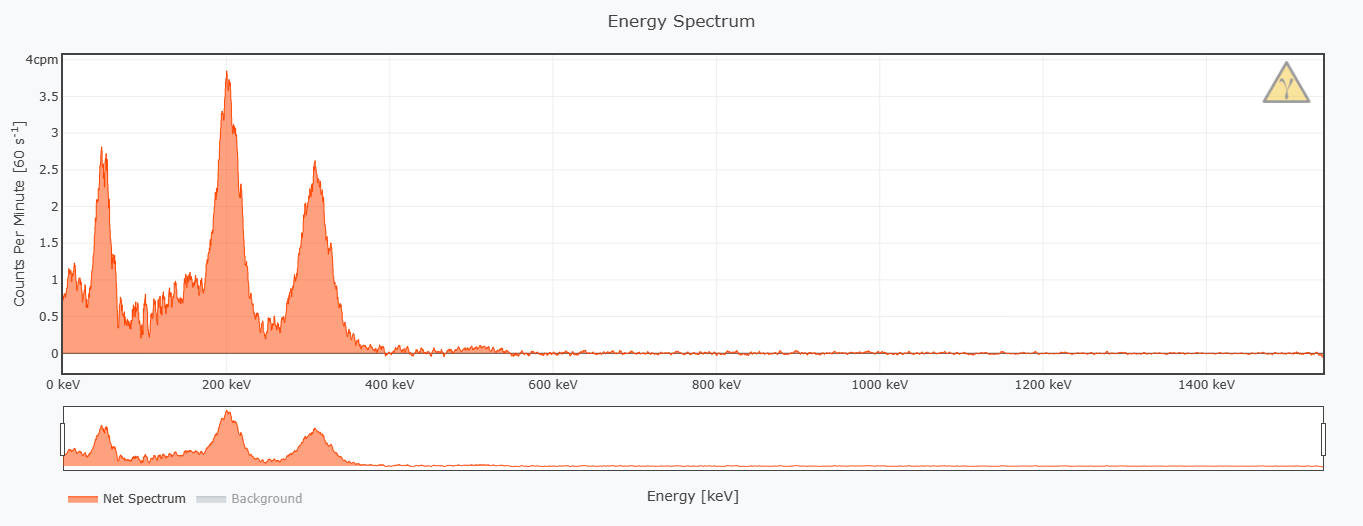 Energy Spectrum
4cpm
3.5
3
2.5
2
1.5
1
0.5
0
Counts Per Minute [60 s⁻¹]
γ
0 keV 200 keV 400 keV 600 keV 800 keV 1000 keV 1200 keV 1400 keV
Net Spectrum Background
Energy [keV]